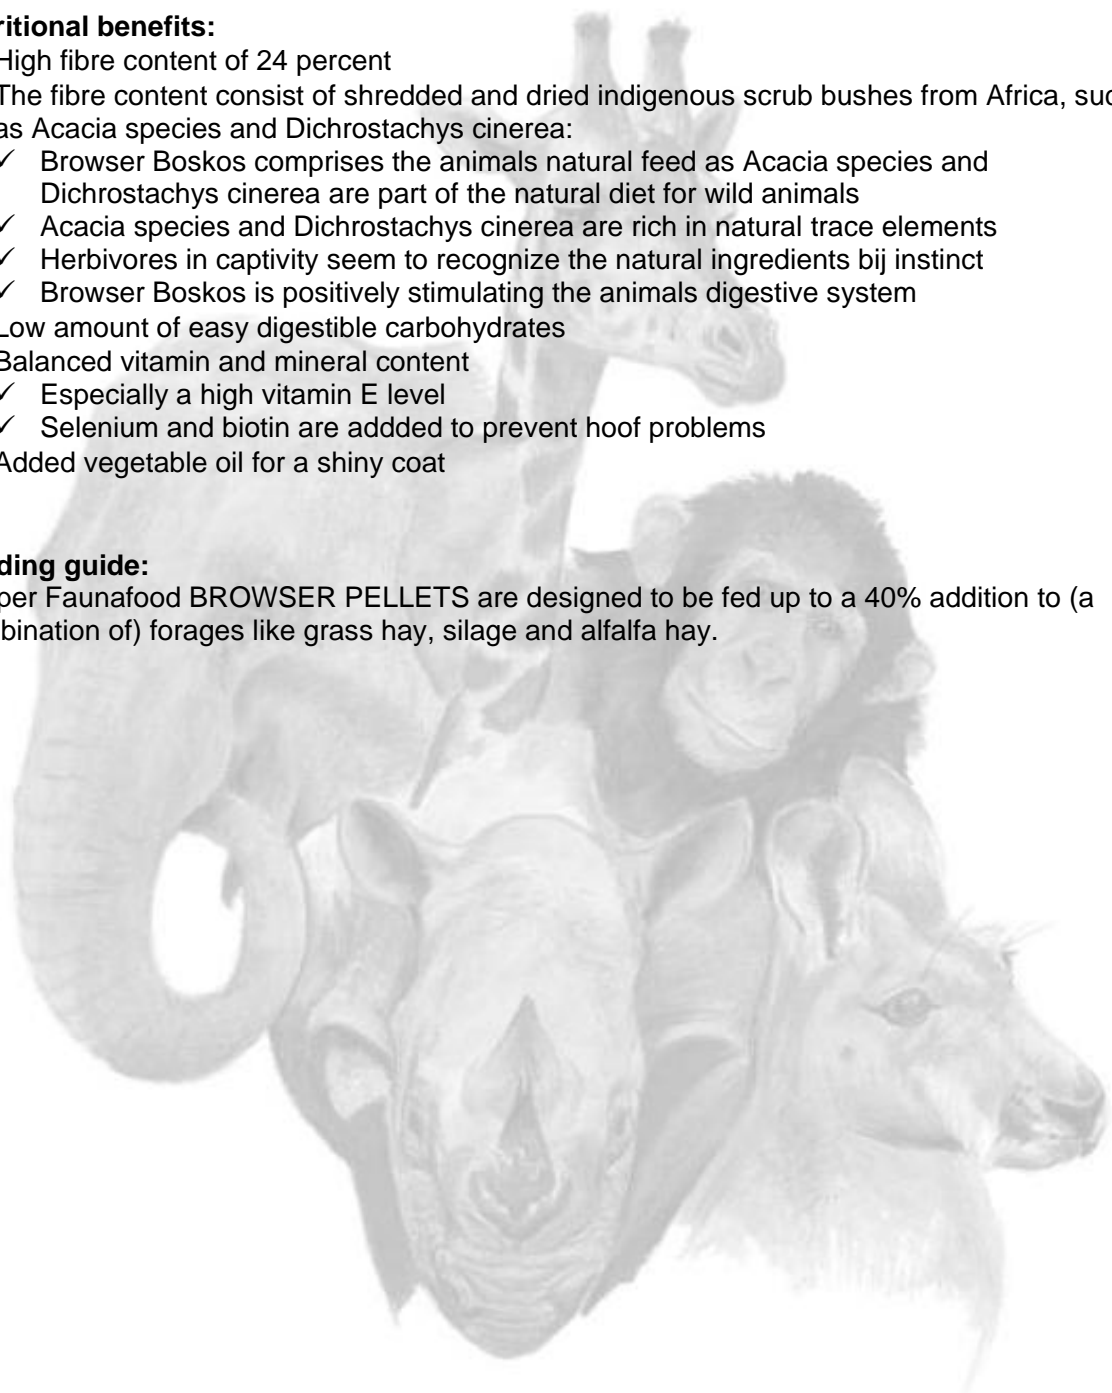 ritional benefits:
High fibre content of 24 percent
The fibre content consist of shredded and dried indigenous scrub bushes from Africa, suc
as Acacia species and Dichrostachys cinerea:
✓ Browser Boskos comprises the animals natural feed as Acacia species and
Dichrostachys cinerea are part of the natural diet for wild animals
✓ Acacia species and Dichrostachys cinerea are rich in natural trace elements
✓ Herbivores in captivity seem to recognize the natural ingredients bij instinct
✓ Browser Boskos is positively stimulating the animals digestive system
Low amount of easy digestible carbohydrates
Balanced vitamin and mineral content
✓ Especially a high vitamin E level
✓ Selenium and biotin are addded to prevent hoof problems
Added vegetable oil for a shiny coat
ding guide:
per Faunafood BROWSER PELLETS are designed to be fed up to a 40% addition to (a
bination of) forages like grass hay, silage and alfalfa hay.